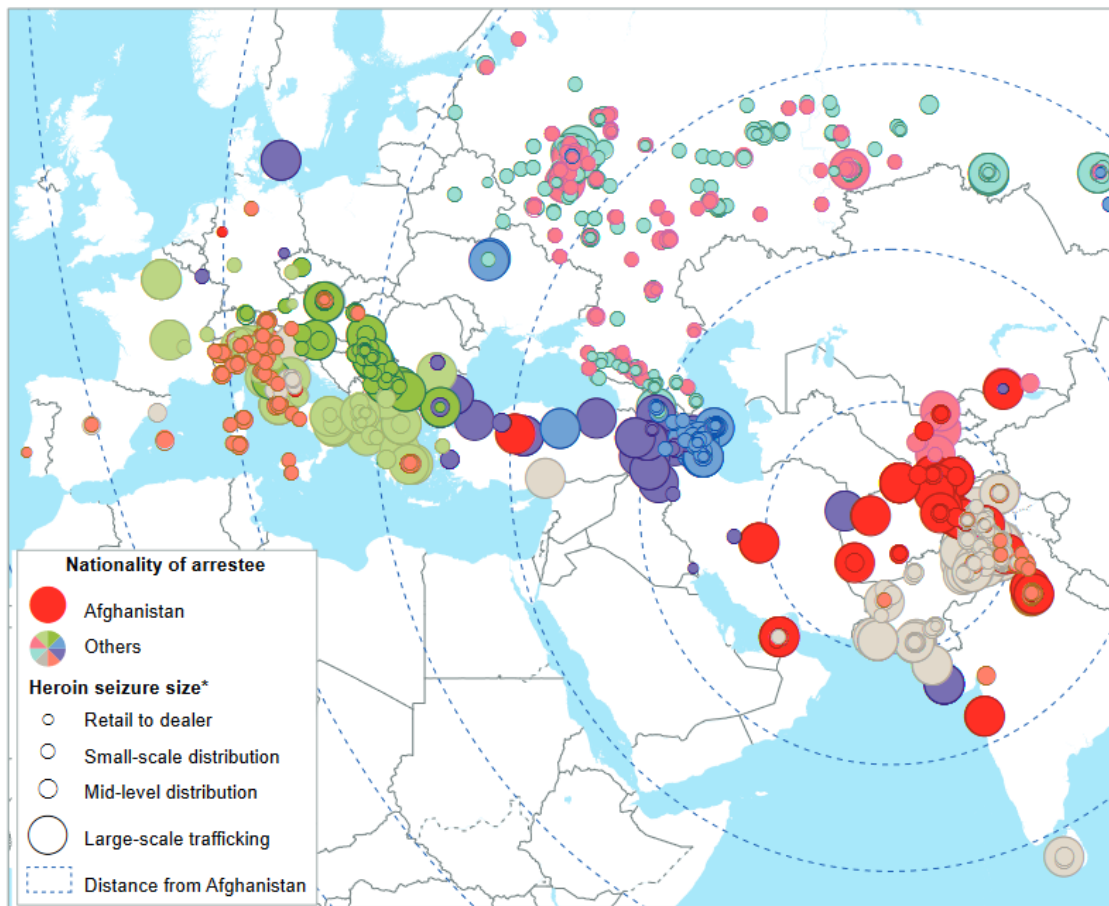 Nationality of arrestee
Afghanistan
Others
Heroin seizure size*
Retail to dealer
Small-scale distribution
Mid-level distribution
Large-scale trafficking
Distance from Afghanistan